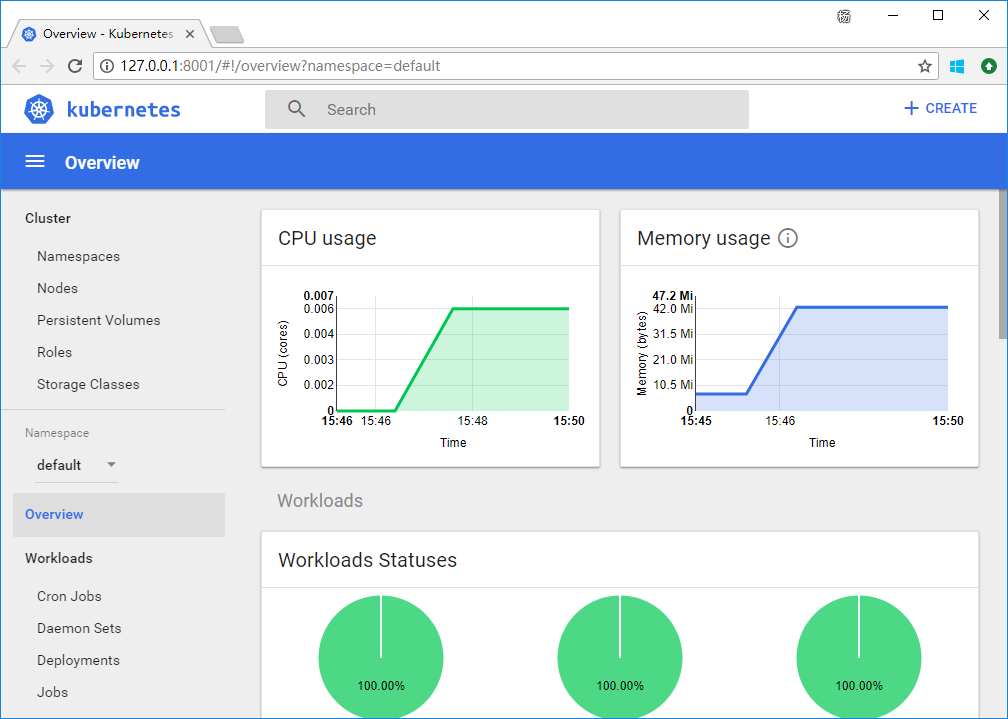 杨
Overview - Kubernetes
127.0.0.1:8001/#!/overview?namespace=default
kubernetes
Search
+ CREATE
Overview
Cluster
Namespaces
Nodes
Persistent Volumes
Roles
Storage Classes
Namespace
default
Overview
Workloads
Cron Jobs
Daemon Sets
Deployments
Jobs
CPU usage
CPU (cores)
0.007
0.006
0.004
0.003
0.002
0
15:46 15:46 15:48 15:50
Time
Memory usage
Memory (bytes)
47.2 Mi
42.0 Mi
31.5 Mi
21.0 Mi
10.5 Mi
0
15:45 15:46 15:50
Time
Workloads
Workloads Statuses
100.00% 100.00% 100.00%